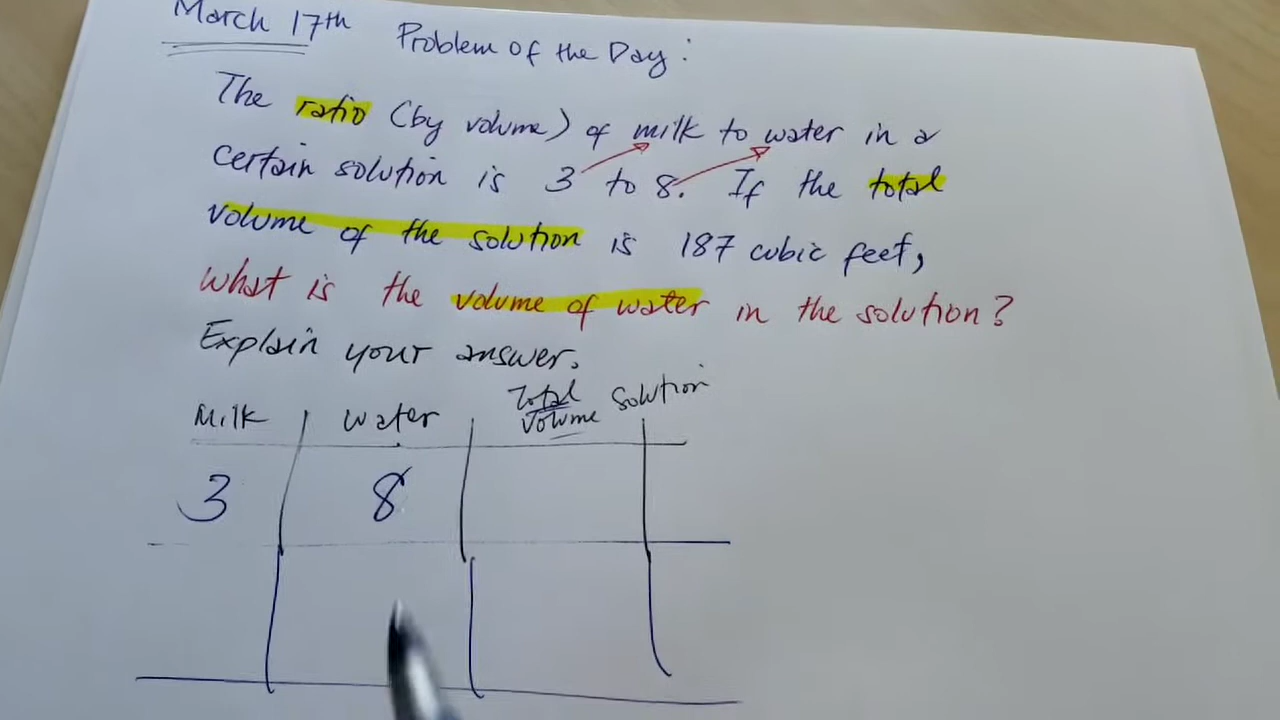 March 17th Problem of the Day:
The ratio (by volume) of milk to water in a
certain solution is 3 to 8. If the total
volume of the solution is 187 cubic feet,
what is the volume of water in the solution?
Explain your answer.
Milk Water Total Volume Solution
3 8